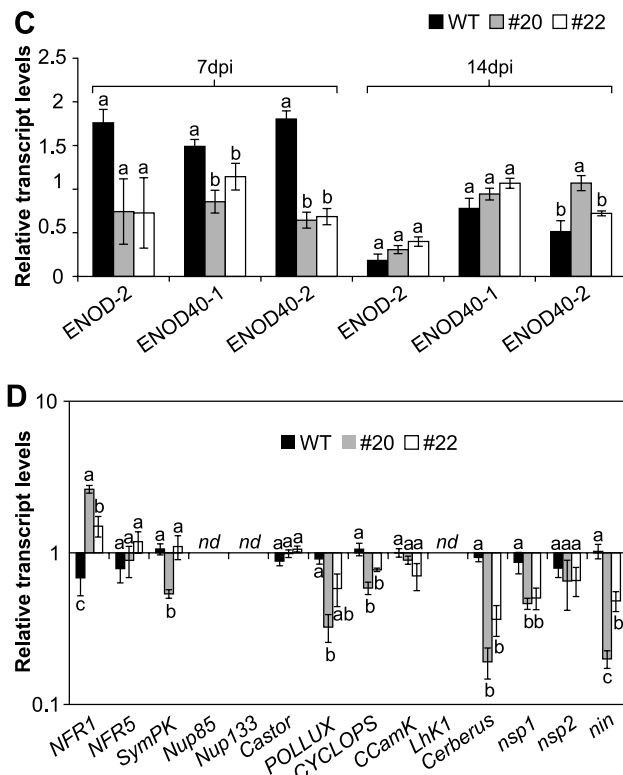 C
WT #20 #22
Relative transcript levels
2.5
2
1.5
1
0.5
0
7dpi 14dpi
a a a
a b b
a b b
a a a
a a a
b a b
ENOD-2 ENOD40-1 ENOD40-2 ENOD-2 ENOD40-1 ENOD40-2
D
WT #20 #22
Relative transcript levels
10
1
0.1
c a b
a a a
a b a
nd
nd
a a a
a b ab
a b b
a a a
nd
a b b
a b b
a a a
a c b
NFR1 NFR5 SymPK Nup85 Nup133 Castor POLLUX CYCLOPS CCamK LhK1 Cerberus nsp1 nsp2 nin